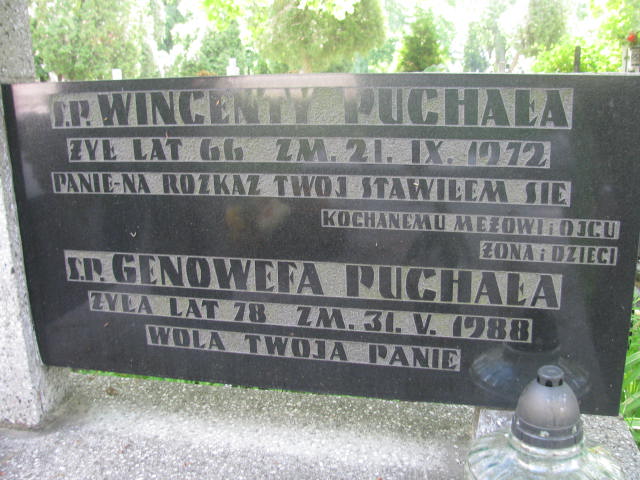 Ś.P. WINCENTY PUCHAŁA
ŻYŁ LAT 66 ZM. 21. IX. 1972
PANIE-NA ROZKAZ TWÓJ STAWIŁEM SIĘ
KOCHANEMU MĘŻOWI i OJCU
ŻONA i DZIECI
Ś.P. GENOWEFA PUCHAŁA
ŻYŁA LAT 78 ZM. 31. V. 1988
WOLA TWOJA PANIE